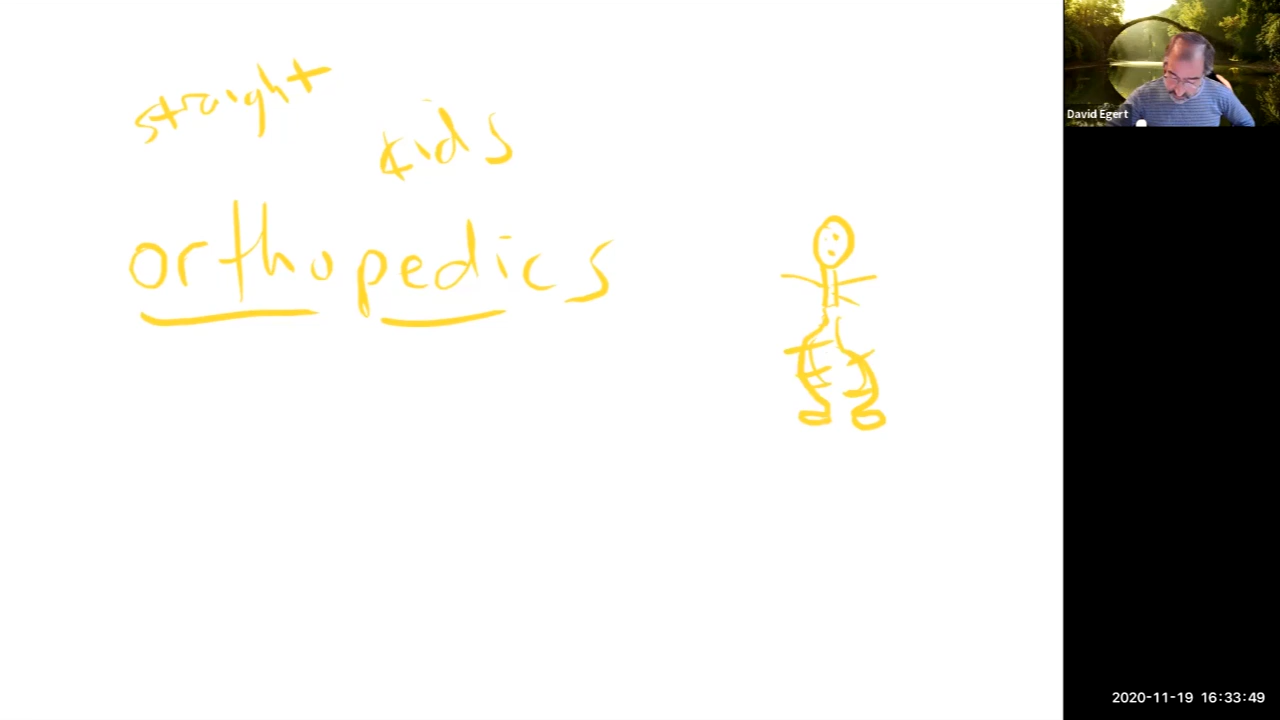 straight
kids
orthopedics
David Egert
2020-11-19 16:33:49